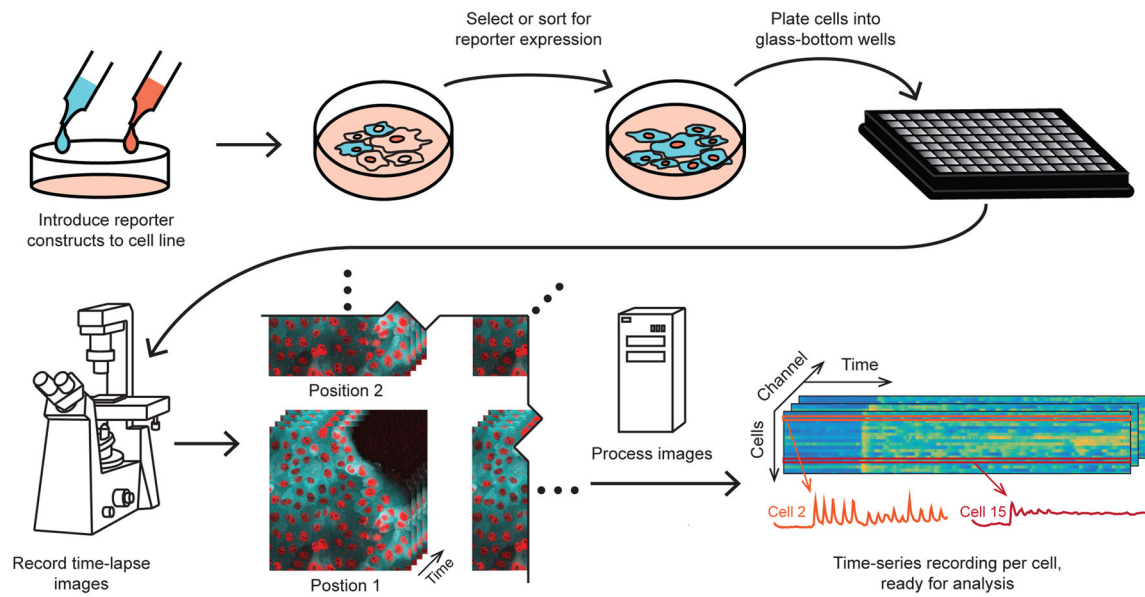 Select or sort for
reporter expression
Plate cells into
glass-bottom wells
Introduce reporter
constructs to cell line
Record time-lapse
images
Position 2
Postion 1
Time
Process images
Channel
Time
Cells
Cell 2
Cell 15
Time-series recording per cell,
ready for analysis